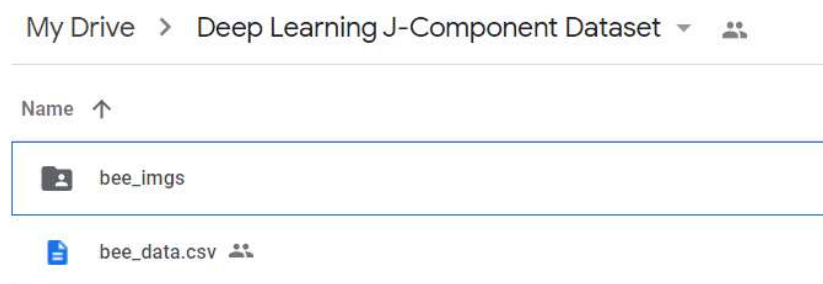 My Drive > Deep Learning J-Component Dataset
Name
bee_imgs
bee_data.csv